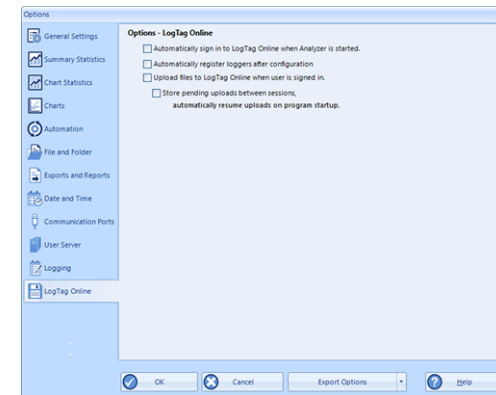 Options
General Settings
Summary Statistics
Chart Statistics
Charts
Automation
File and Folder
Exports and Reports
Date and Time
Communication Ports
User Server
Logging
LogTag Online
Options - LogTag Online
Automatically sign in to LogTag Online when Analyzer is started.
Automatically register loggers after configuration
Upload files to LogTag Online when user is signed in.
Store pending uploads between sessions,
automatically resume uploads on program startup.
OK
Cancel
Export Options
Help